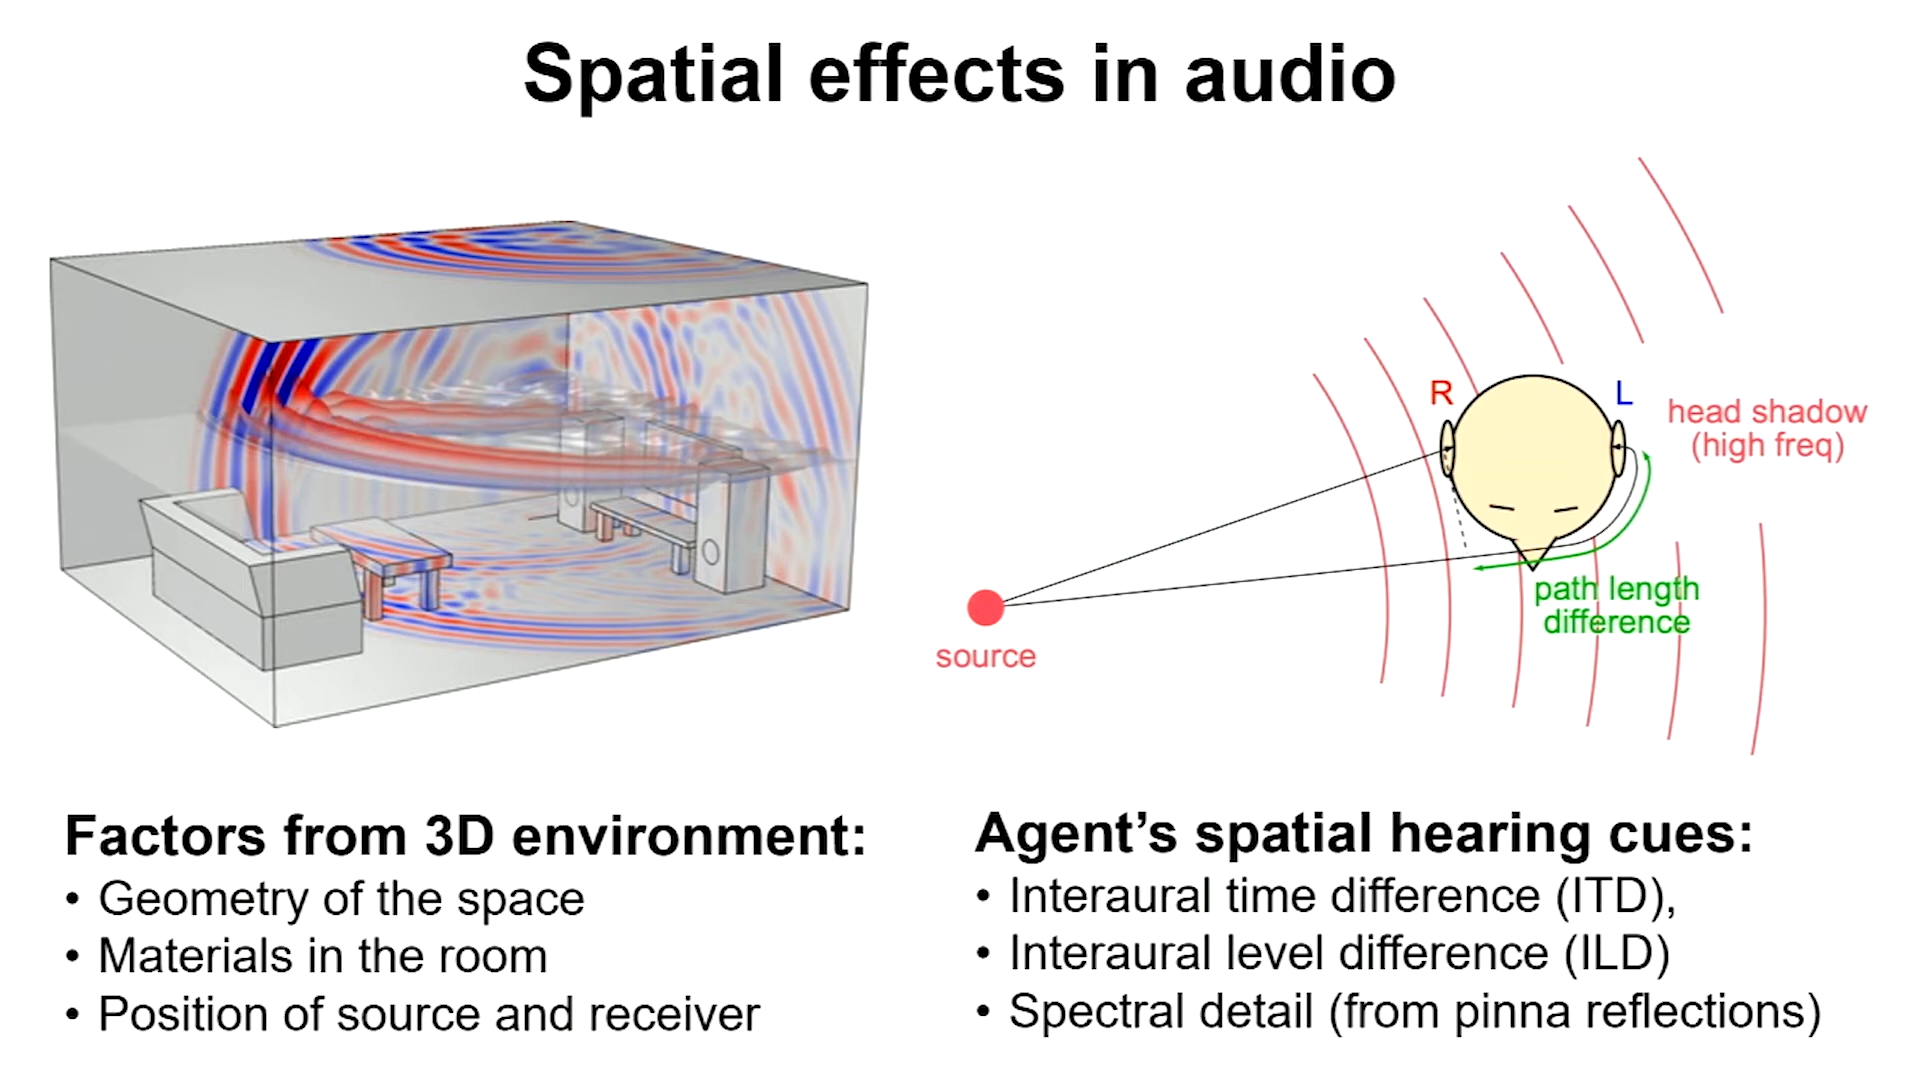 Spatial effects in audio
R
L
head shadow
(high freq)
path length
difference
source
Factors from 3D environment:
• Geometry of the space
• Materials in the room
• Position of source and receiver
Agent’s spatial hearing cues:
• Interaural time difference (ITD),
• Interaural level difference (ILD)
• Spectral detail (from pinna reflections)